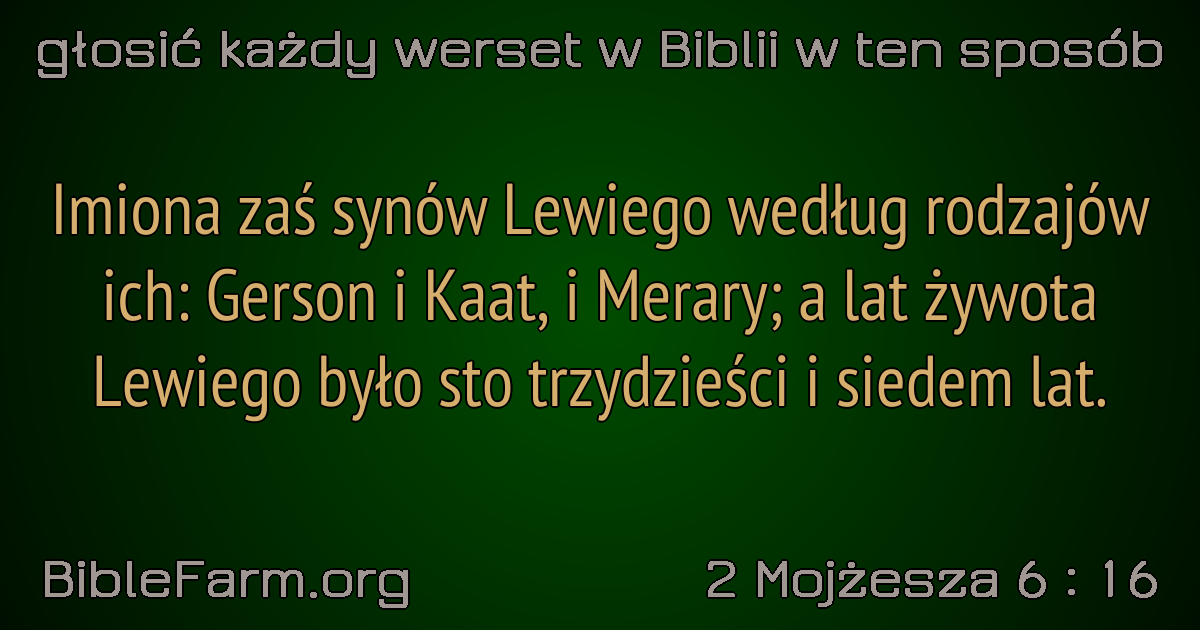 głosić każdy werset w Biblii w ten sposób
Imiona zaś synów Lewiego według rodzajów
ich: Gerson i Kaat, i Merary; a lat żywota
Lewiego było sto trzydzieści i siedem lat.
BibleFarm.org
2 Mojżesza 6 : 16